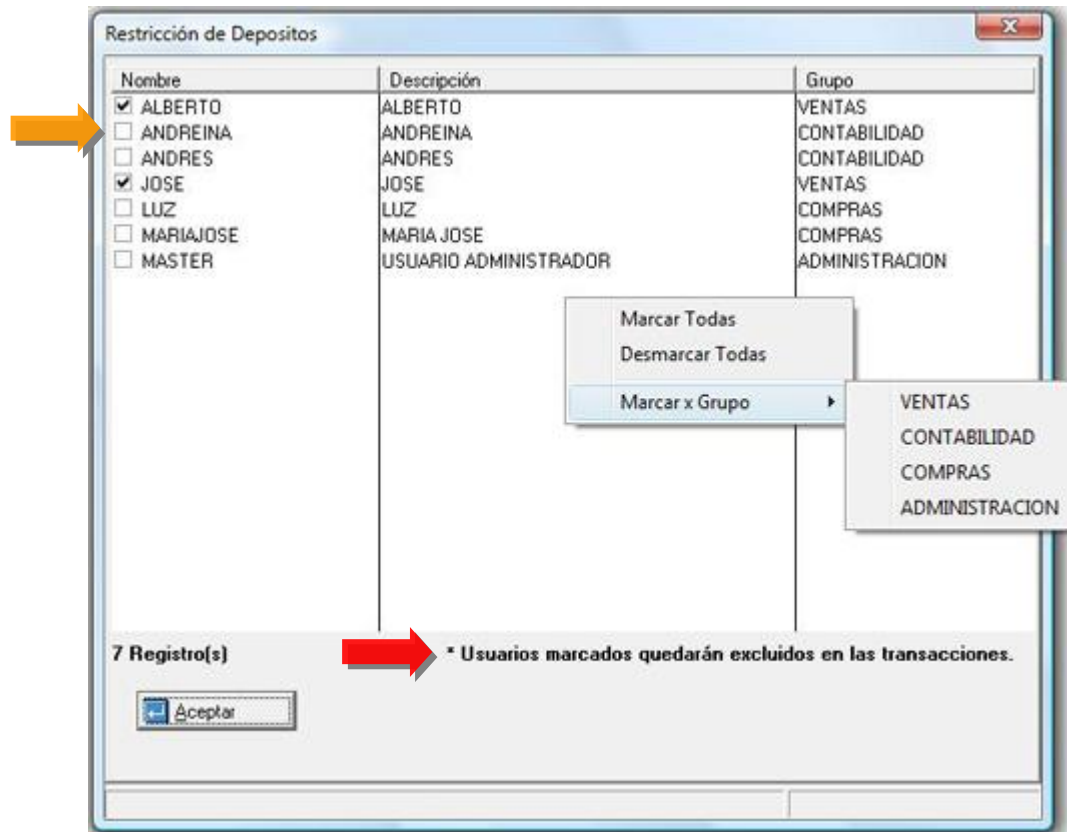 Restricción de Depositos
Nombre Descripción Grupo
ALBERTO ALBERTO VENTAS
ANDREINA ANDREINA CONTABILIDAD
ANDRES ANDRES CONTABILIDAD
JOSE JOSE VENTAS
LUZ LUZ COMPRAS
MARIAJOSE MARIA JOSE COMPRAS
MASTER USUARIO ADMINISTRADOR ADMINISTRACION
Marcar Todas
Desmarcar Todas
Marcar x Grupo
VENTAS
CONTABILIDAD
COMPRAS
ADMINISTRACION
7 Registro(s) * Usuarios marcados quedarán excluidos en las transacciones.
Aceptar